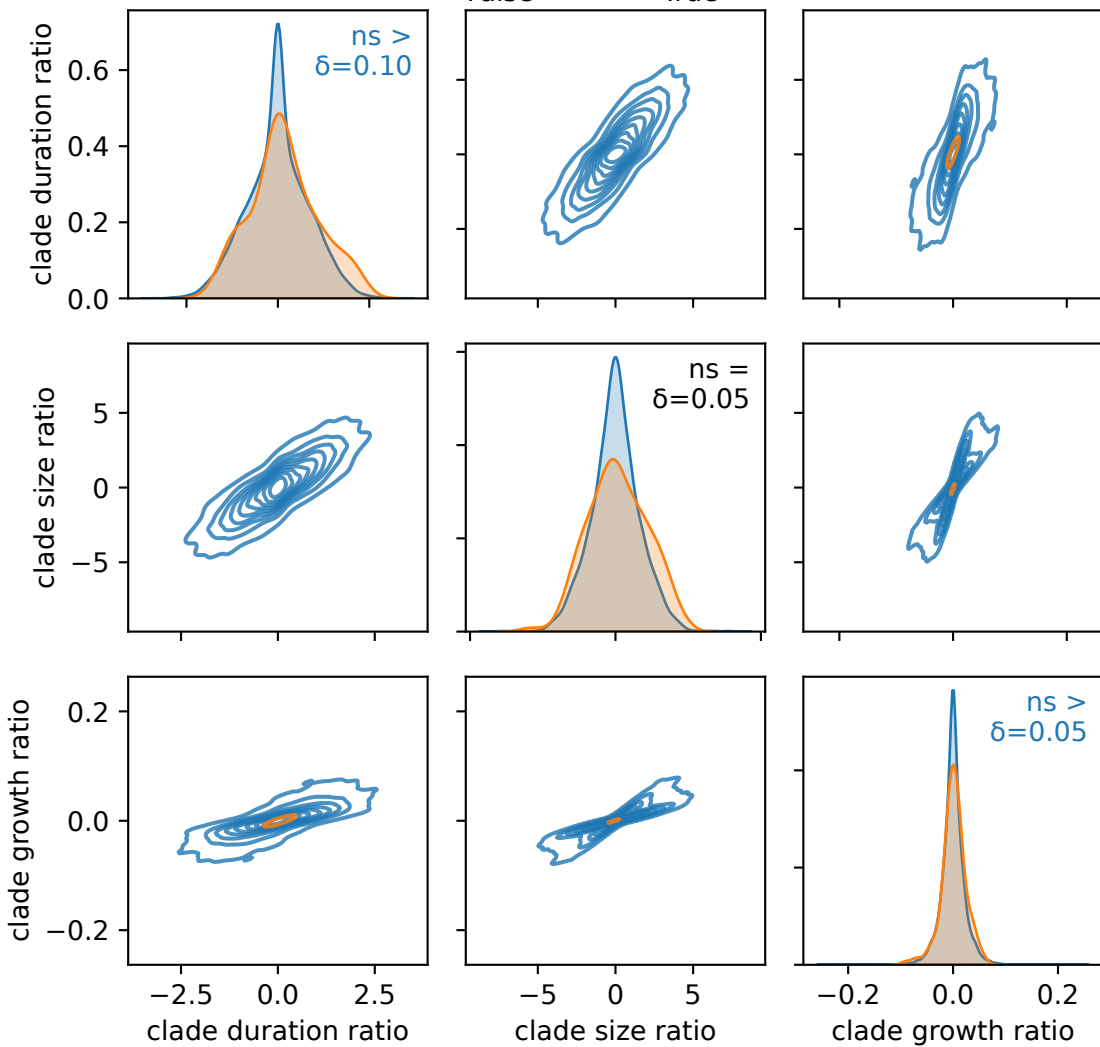 clade duration ratio
0.6
0.4
0.2
0.0
ns >
δ=0.10
clade size ratio
5
0
−5
ns =
δ=0.05
clade growth ratio
0.2
0.0
−0.2
ns >
δ=0.05
−2.5 0.0 2.5
−5 0 5
−0.2 0.0 0.2
clade duration ratio
clade size ratio
clade growth ratio